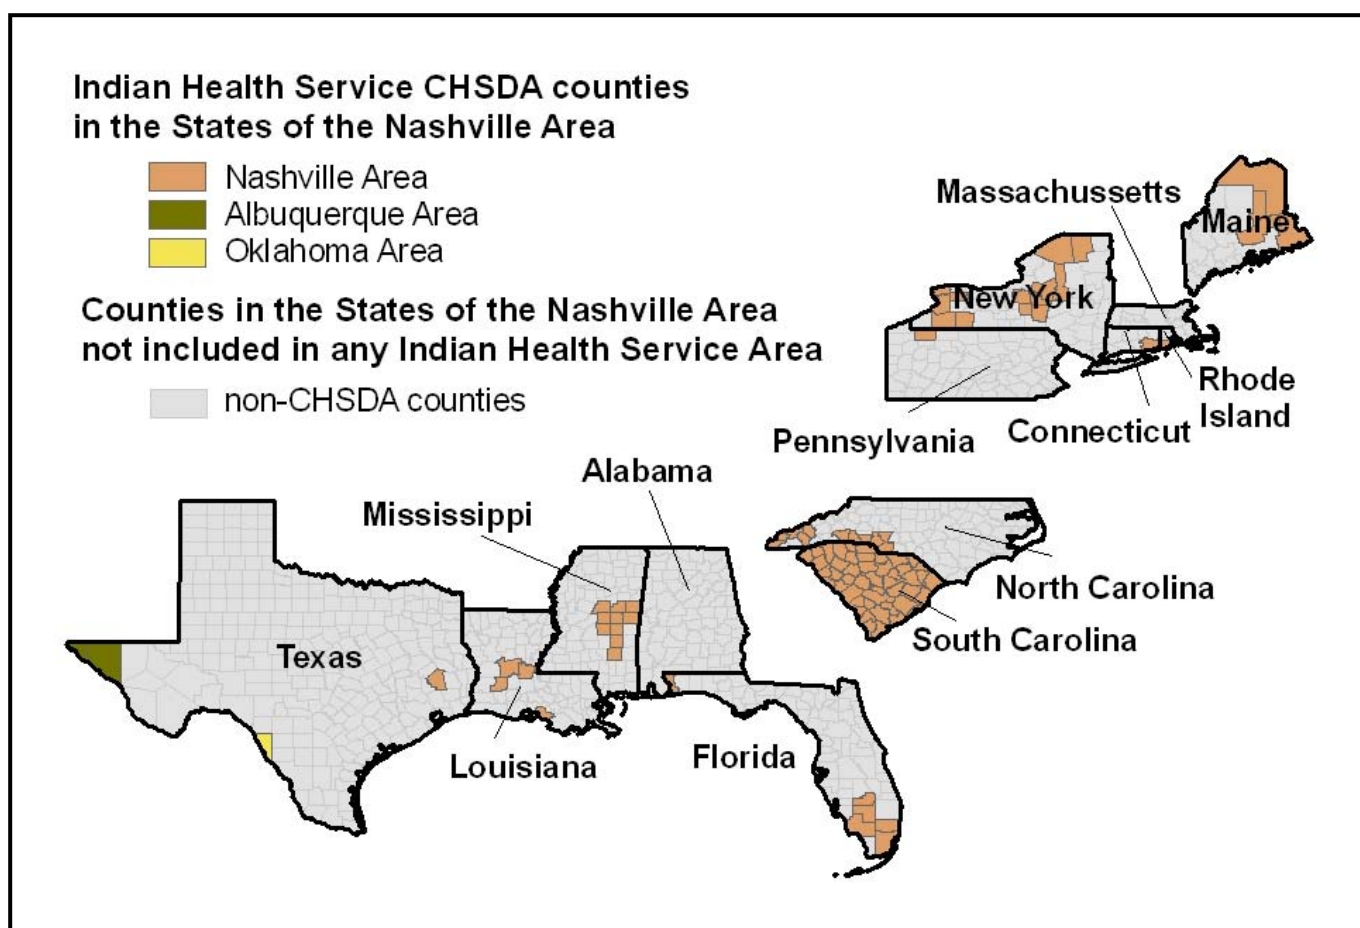 Indian Health Service CHSDA counties
in the States of the Nashville Area
Nashville Area
Albuquerque Area
Oklahoma Area
Counties in the States of the Nashville Area
not included in any Indian Health Service Area
non-CHSDA counties
Massachussetts
Maine
New York
Rhode
Island
Connecticut
Pennsylvania
Alabama
Mississippi
North Carolina
South Carolina
Texas
Louisiana
Florida